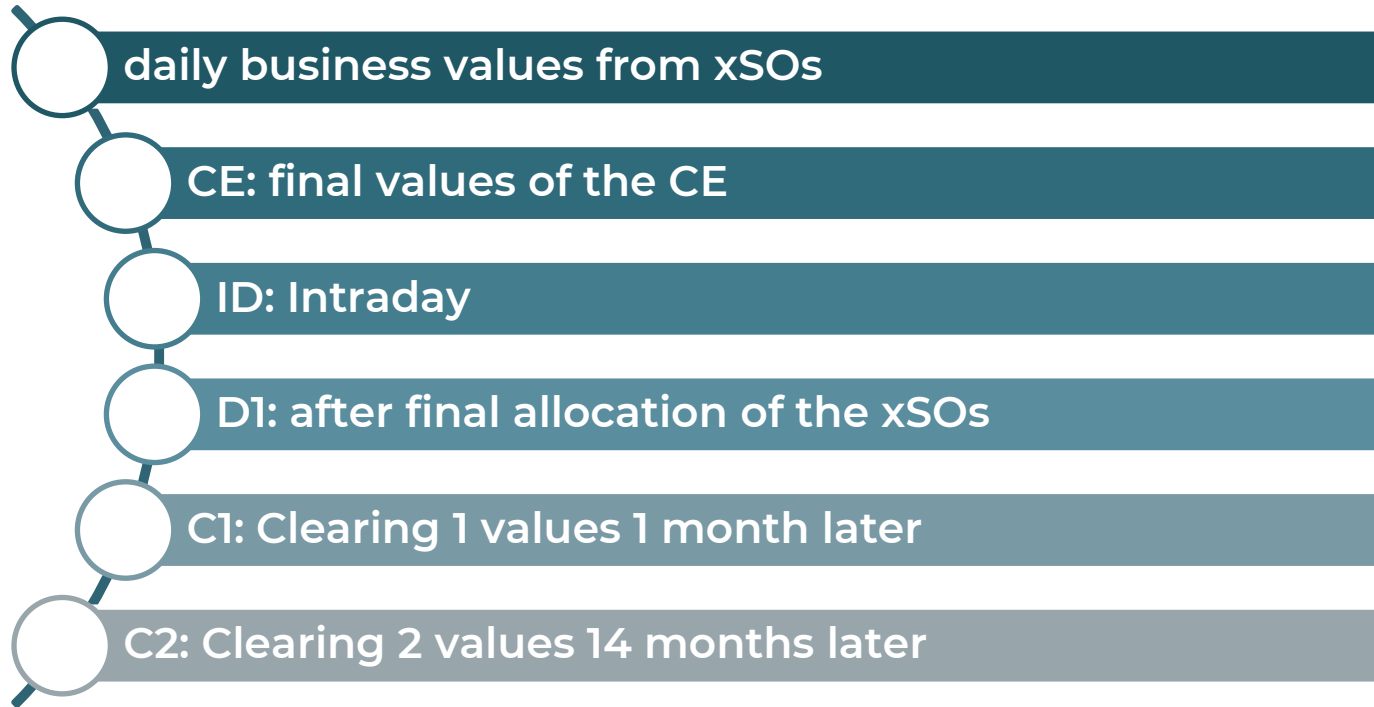 daily business values from xSOs
CE: final values of the CE
ID: Intraday
D1: after final allocation of the xSOs
C1: Clearing 1 values 1 month later
C2: Clearing 2 values 14 months later